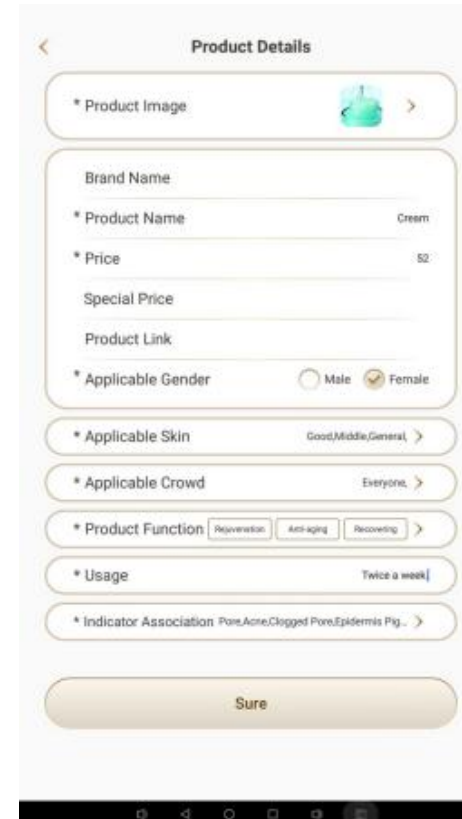 Product Details
* Product Image
Brand Name
* Product Name Cream
* Price 52
Special Price
Product Link
* Applicable Gender Male Female
* Applicable Skin Good,Middle,General,
* Applicable Crowd Everyone,
* Product Function Rejuvenation Anti-aging Recovering
* Usage Twice a week
* Indicator Association Pore,Acne,Clogged Pore,Epidermis Pig...
Sure